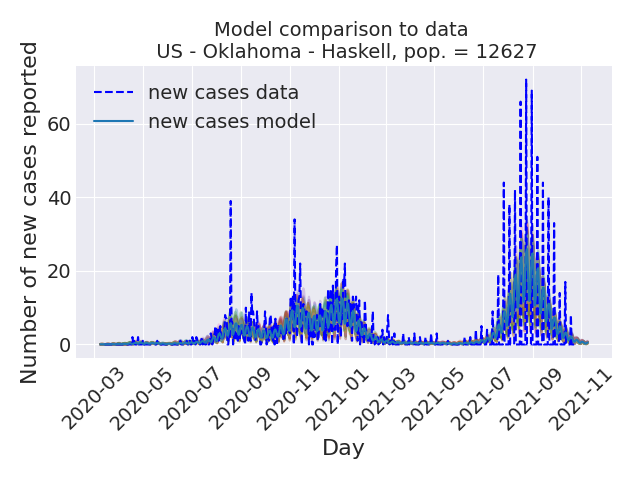 Model comparison to data
US - Oklahoma - Haskell, pop. = 12627
new cases data
new cases model
Number of new cases reported
60
40
20
0
2020-03
2020-05
2020-07
2020-09
2020-11
2021-01
2021-03
2021-05
2021-07
2021-09
2021-11
Day